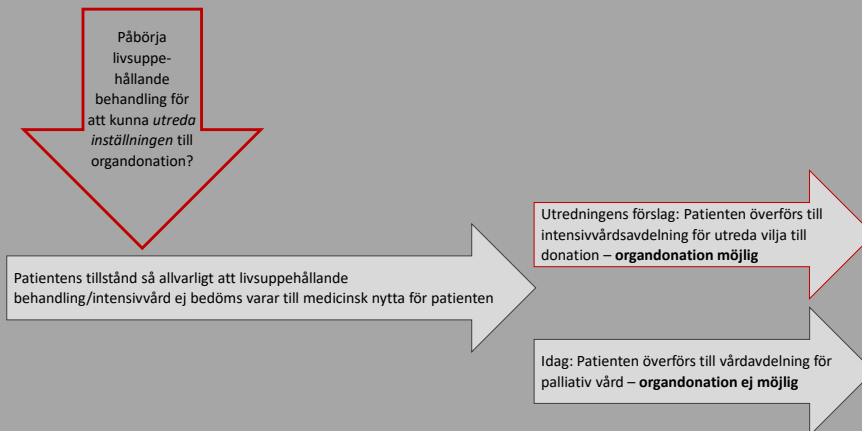 Påbörja
livsuppe-
hållande
behandling för
att kunna utreda
inställningen till
organdonation?
Patientens tillstånd så allvarligt att livsuppehållande
behandling/intensivvård ej bedöms varar till medicinsk nytta för patienten
Utredningens förslag: Patienten överförs till
intensivvårdsavdelning för utreda vilja till
donation – organdonation möjlig
Idag: Patienten överförs till vårdavdelning för
palliativ vård – organdonation ej möjlig